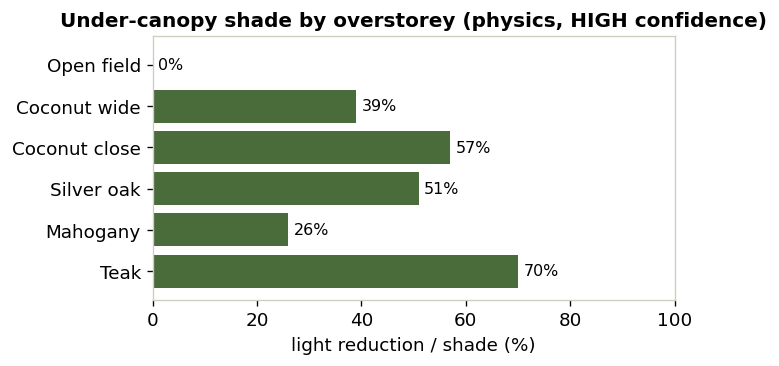 Under-canopy shade by overstorey (physics, HIGH confidence)
Open field 0%
Coconut wide 39%
Coconut close 57%
Silver oak 51%
Mahogany 26%
Teak 70%
0 20 40 60 80 100
light reduction / shade (%)